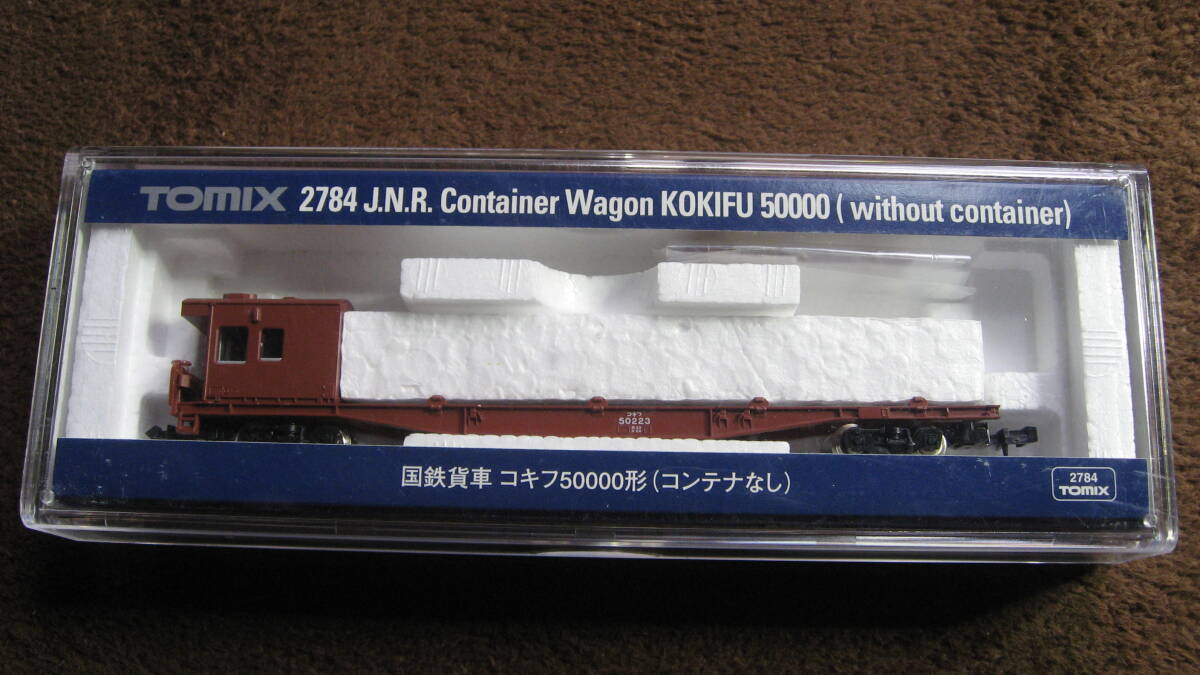 TOMIX 2784 J.N.R. Container Wagon KOKIFU 50000 ( without container)
コキフ
50223
国鉄貨車 コキフ50000形(コンテナなし)
2784
TOMIX